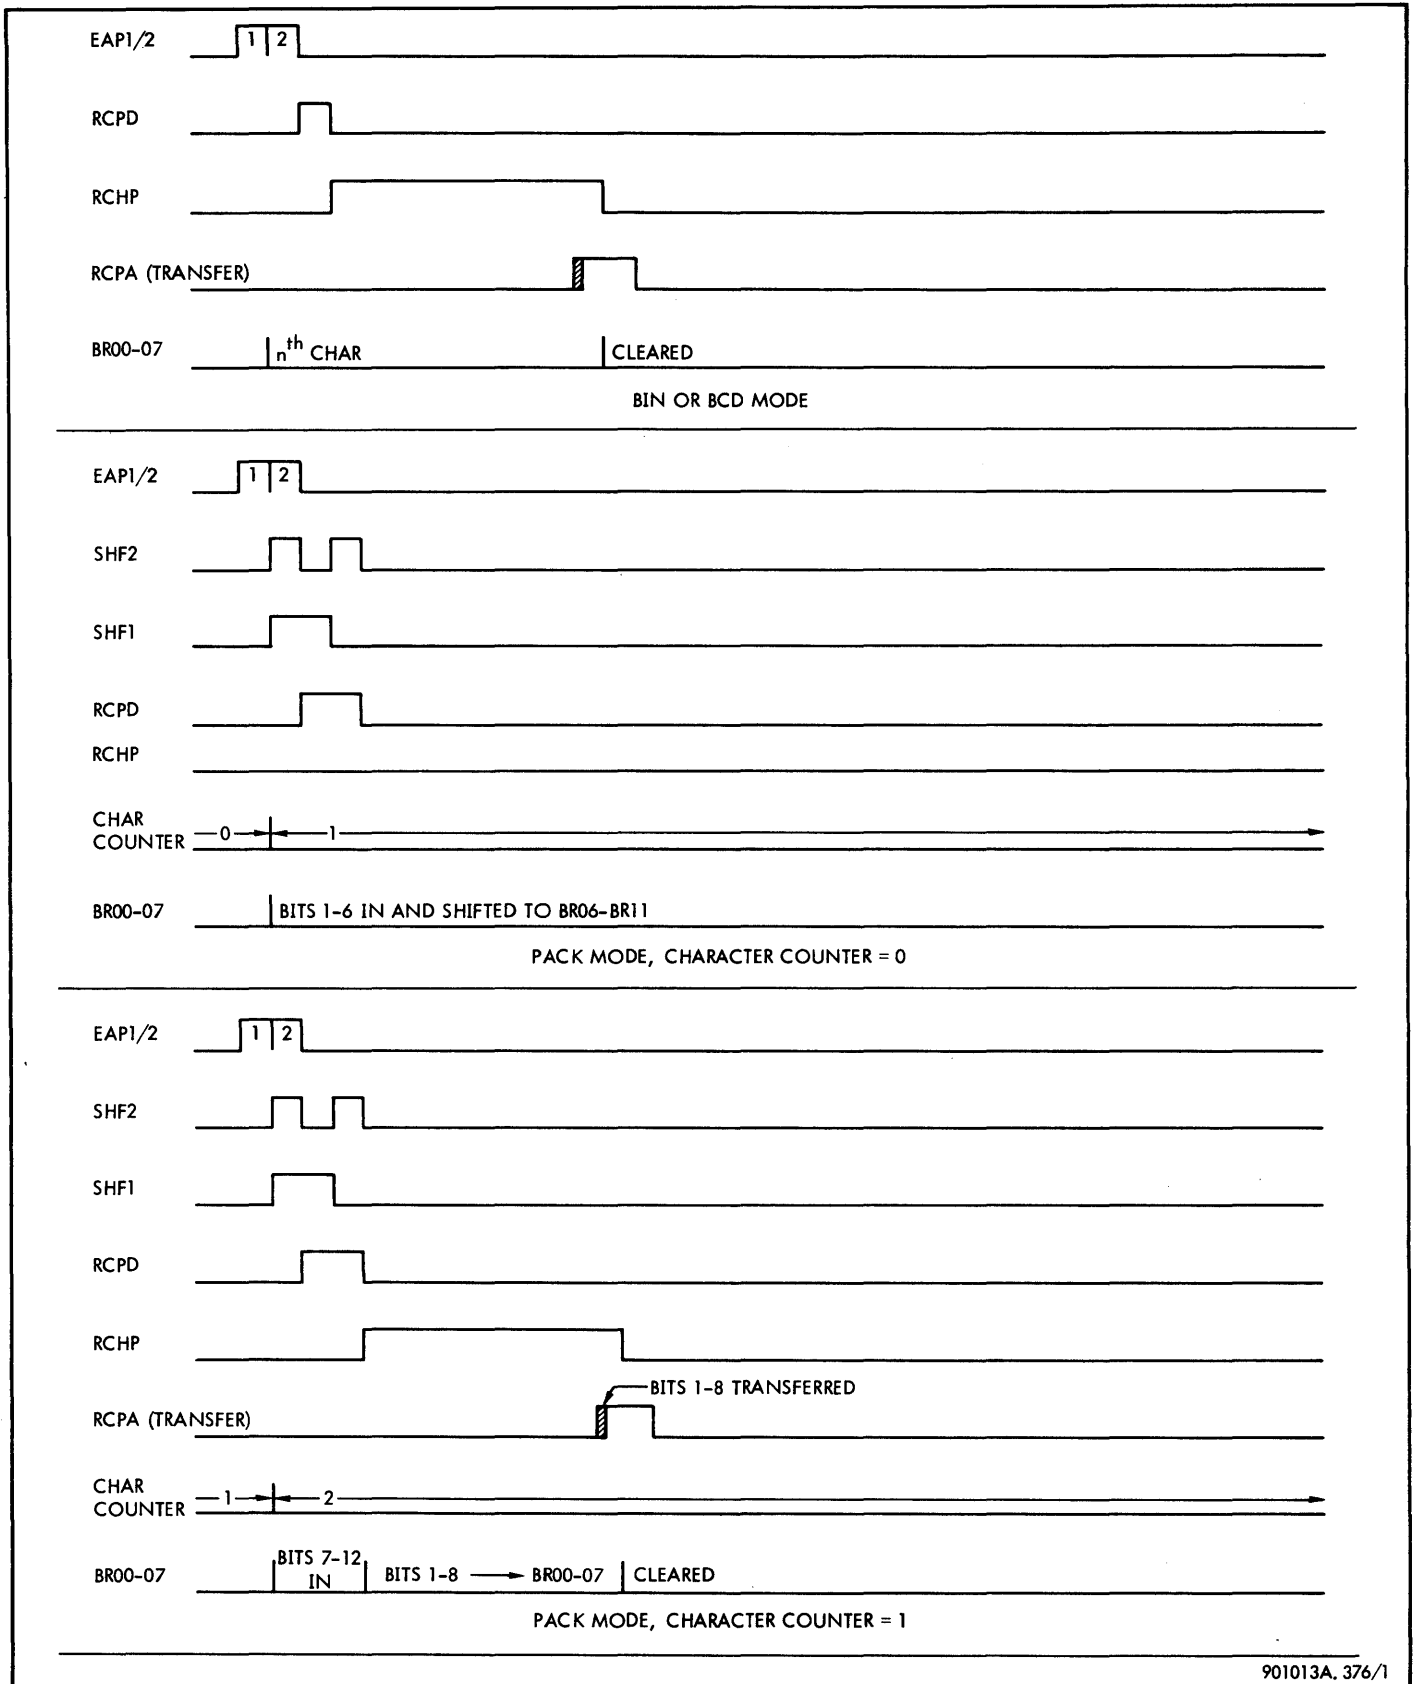 EAP1/2 1 2
RCPD
RCHP
RCPA (TRANSFER)
BR00-07 nth CHAR CLEARED
BIN OR BCD MODE
EAP1/2 1 2
SHF2
SHF1
RCPD
RCHP
CHAR
COUNTER 0 1
BR00-07 BITS 1-6 IN AND SHIFTED TO BR06-BR11
PACK MODE, CHARACTER COUNTER = 0
EAP1/2 1 2
SHF2
SHF1
RCPD
RCHP
BITS 1-8 TRANSFERRED
RCPA (TRANSFER)
CHAR
COUNTER 1 2
BITS 7-12
BR00-07 IN BITS 1-8 → BR00-07 CLEARED
PACK MODE, CHARACTER COUNTER = 1
901013A. 376/1